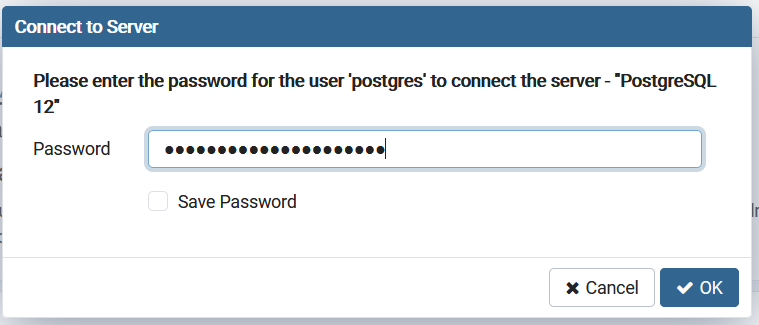 Connect to Server
Please enter the password for the user 'postgres' to connect the server - "PostgreSQL
12"
Password ●●●●●●●●●●●●●●●●●●●●●
Save Password
Cancel OK